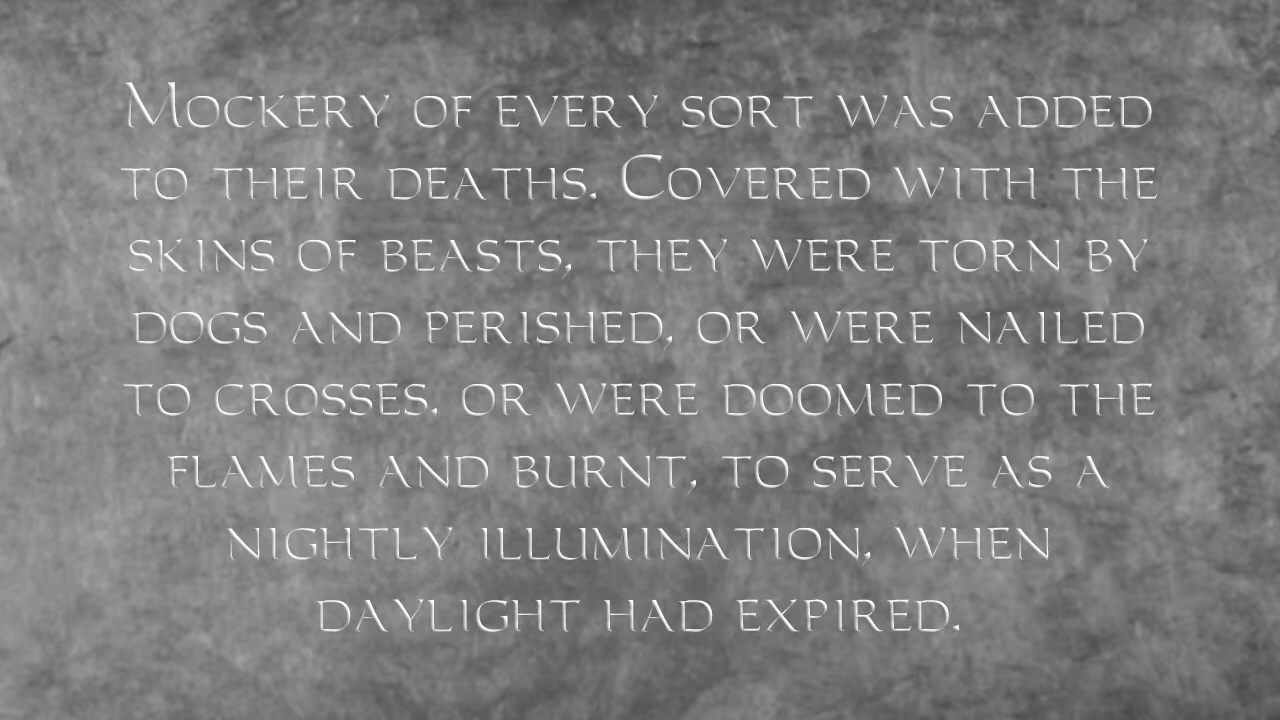 Mockery of every sort was added
to their deaths. Covered with the
skins of beasts, they were torn by
dogs and perished, or were nailed
to crosses, or were doomed to the
flames and burnt, to serve as a
nightly illumination, when
daylight had expired.